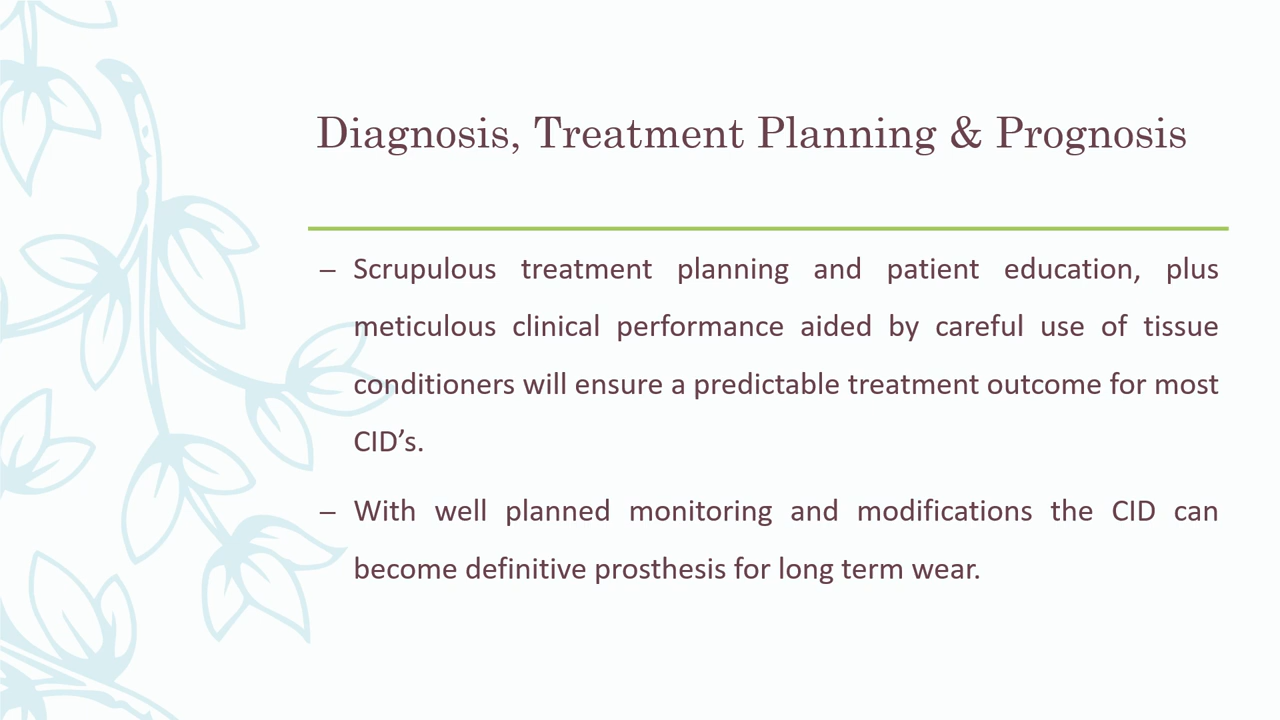 Diagnosis, Treatment Planning & Prognosis
– Scrupulous treatment planning and patient education, plus
meticulous clinical performance aided by careful use of tissue
conditioners will ensure a predictable treatment outcome for most
CID’s.
– With well planned monitoring and modifications the CID can
become definitive prosthesis for long term wear.